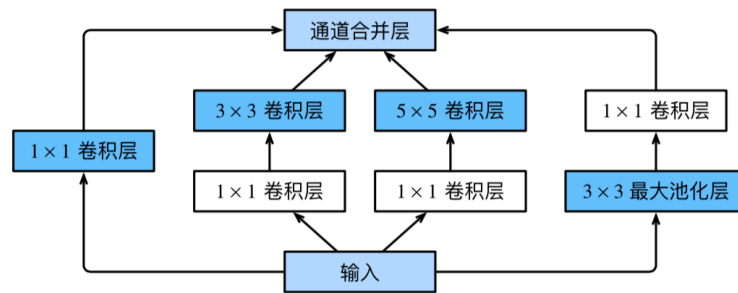 通道合并层
3 × 3 卷积层
5 × 5 卷积层
1 × 1 卷积层
1 × 1 卷积层
1 × 1 卷积层
1 × 1 卷积层
3 × 3 最大池化层
输入